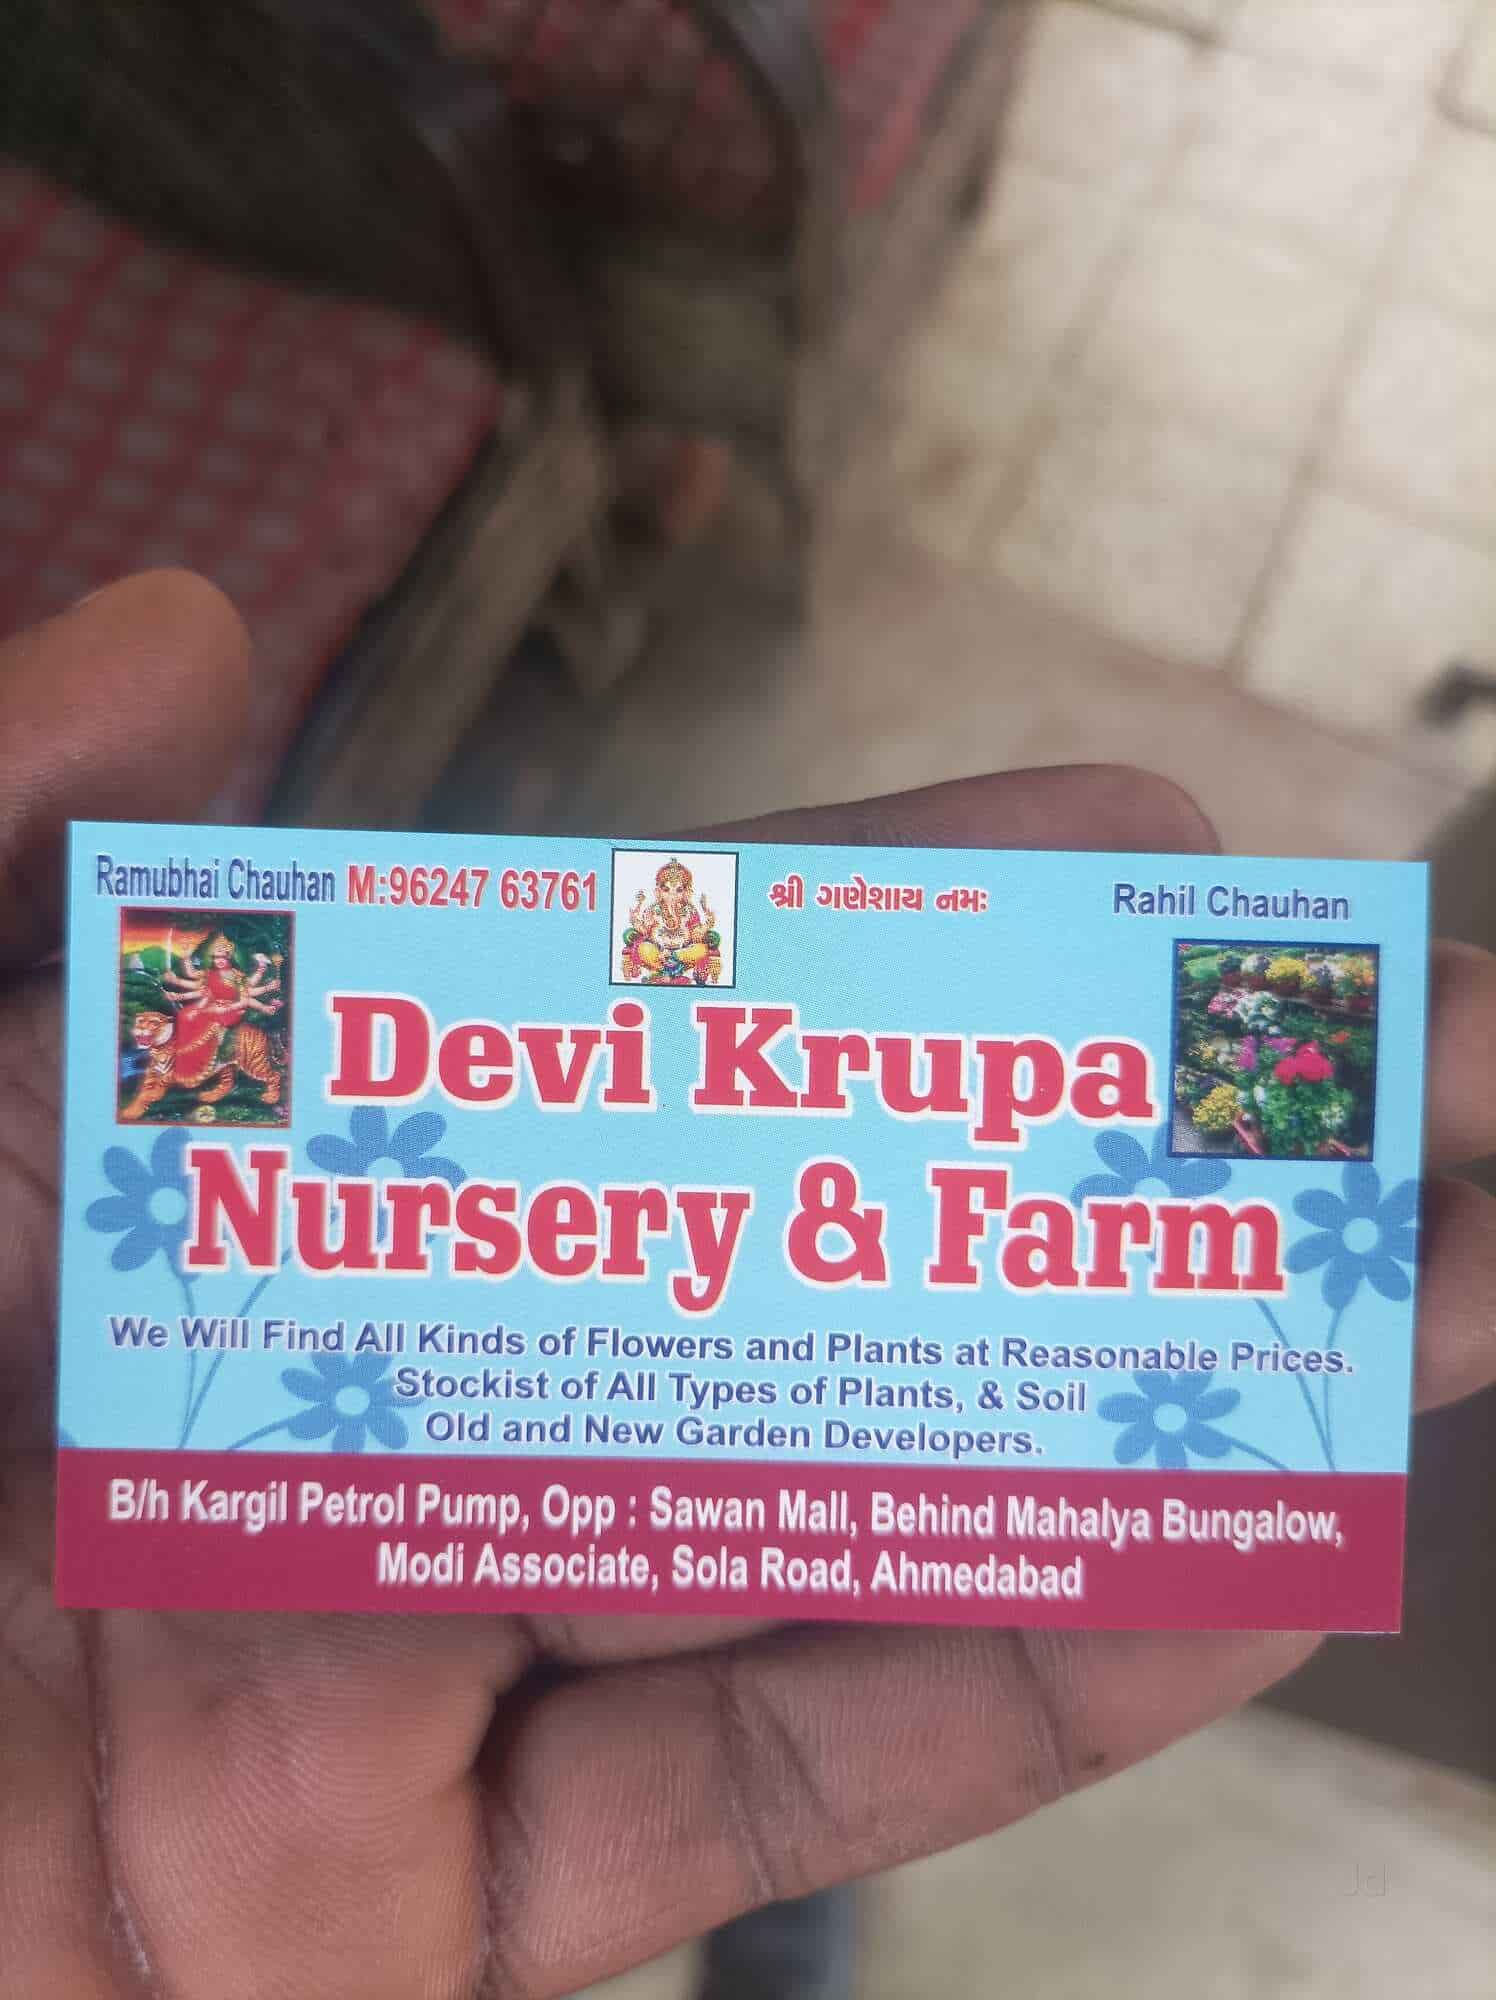 Ramubhai Chauhan M:96247 63761
શ્રી ગણેશાય નમઃ
Rahil Chauhan
Devi Krupa
Nursery & Farm
We Will Find All Kinds of Flowers and Plants at Reasonable Prices.
Stockist of All Types of Plants, & Soil
Old and New Garden Developers.
B/h Kargil Petrol Pump, Opp : Sawan Mall, Behind Mahalya Bungalow,
Modi Associate, Sola Road, Ahmedabad
Jd